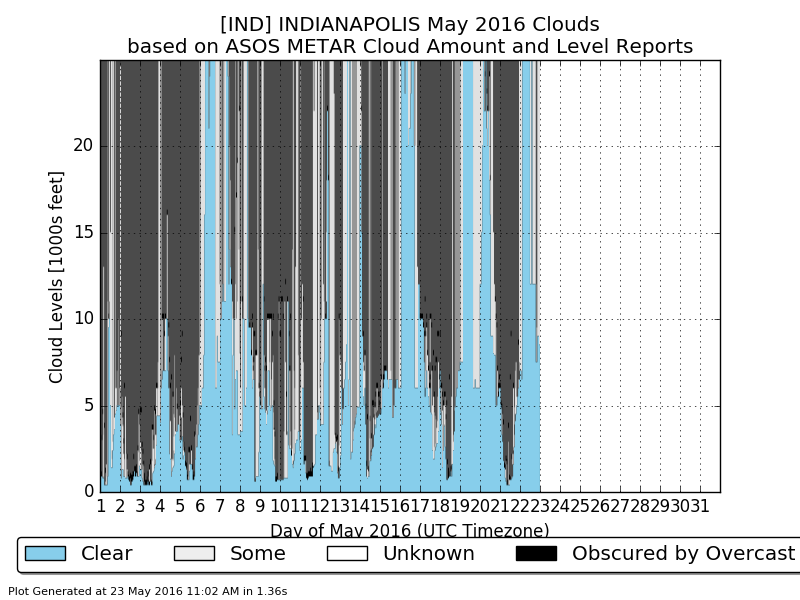 [IND] INDIANAPOLIS May 2016 Clouds
based on ASOS METAR Cloud Amount and Level Reports
Cloud Levels [1000s feet]
20
15
10
5
0
1 2 3 4 5 6 7 8 9 10 11 12 13 14 15 16 17 18 19 20 21 22 23 24 25 26 27 28 29 30 31
Day of May 2016 (UTC Timezone)
Clear Some Unknown Obscured by Overcast
Plot Generated at 23 May 2016 11:02 AM in 1.36s